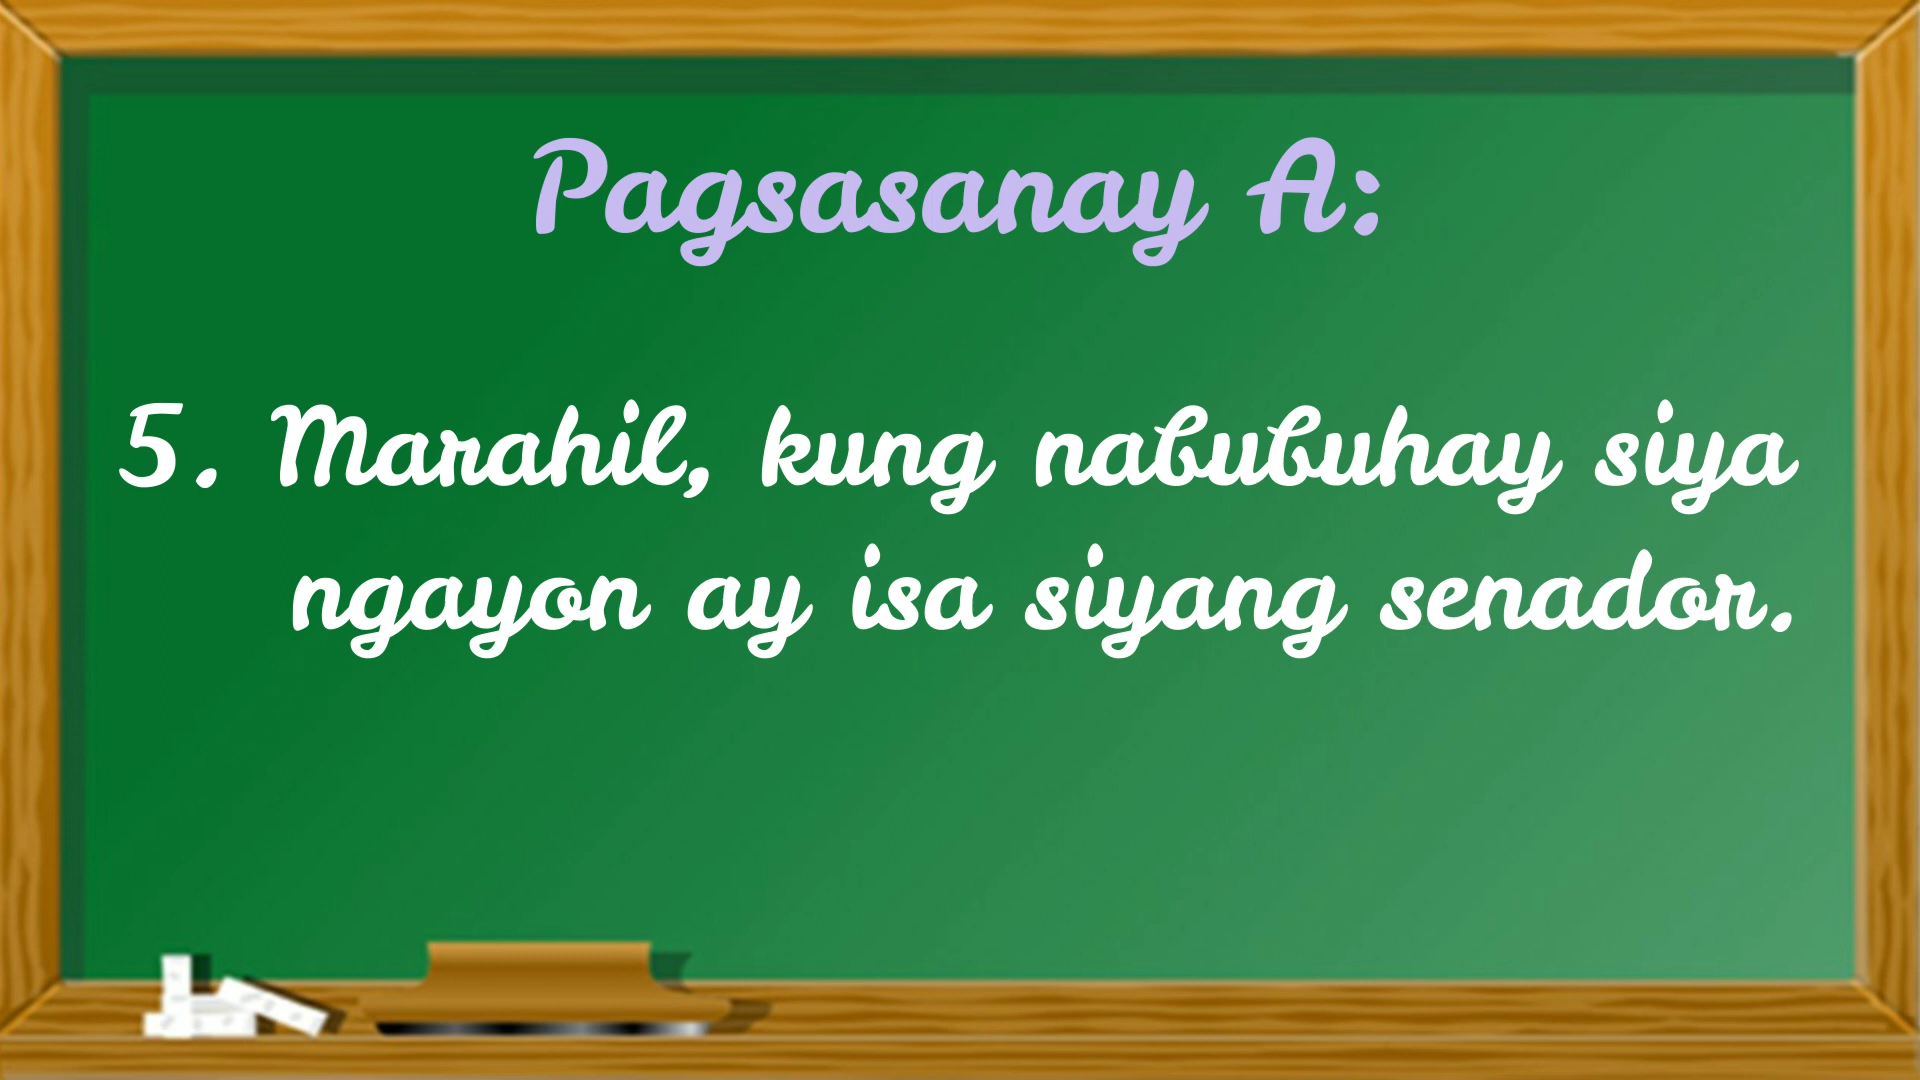 Pagsasanay A:
5. Marahil, kung nabubuhay siya
ngayon ay isa siyang senador.